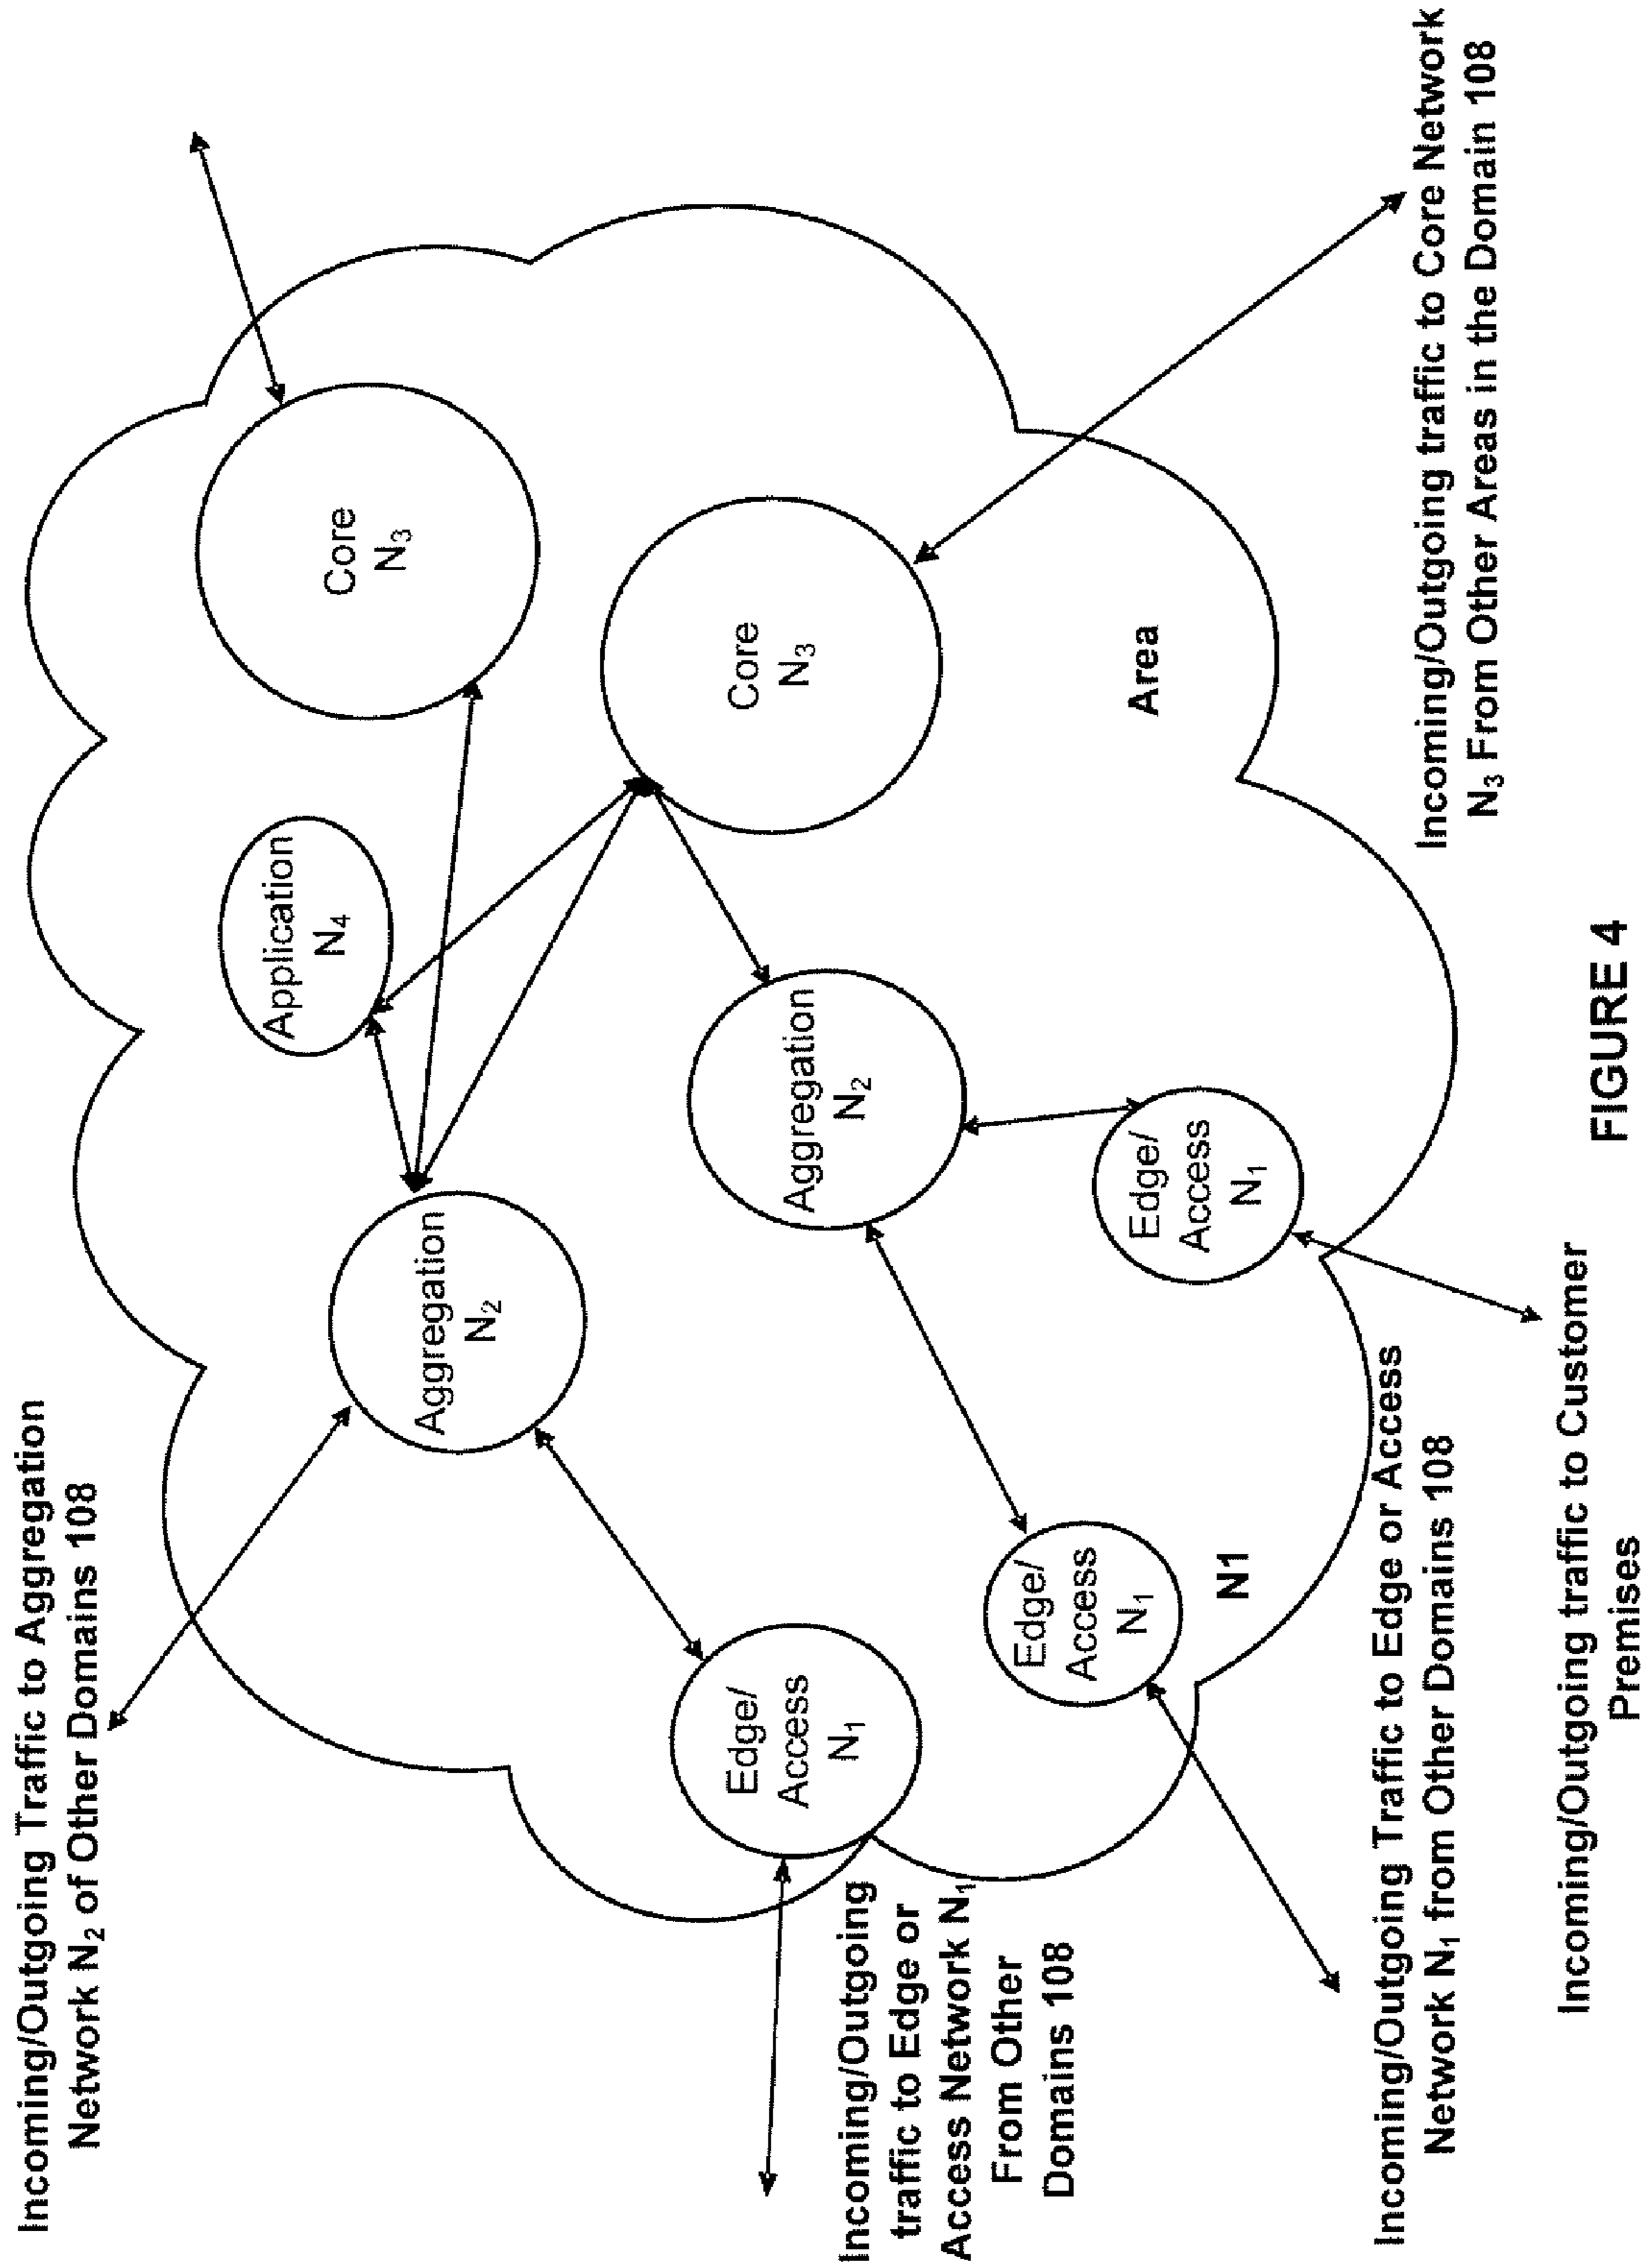 Incoming/Outgoing Traffic to Aggregation
Network N₂ of Other Domains 108
Application
N₄
Core
N₃
Aggregation
N₂
Core
N₃
Edge/
Access
N₁
Aggregation
N₂
Incoming/Outgoing
traffic to Edge or
Access Network N₁
From Other
Domains 108
Edge/
Access
N₁
Edge/
Access
N₁
Area
N1
Incoming/Outgoing Traffic to Edge or Access
Network N₁ from Other Domains 108
Incoming/Outgoing traffic to Core Network
N₃ From Other Areas in the Domain 108
Incoming/Outgoing traffic to Customer
Premises
FIGURE 4